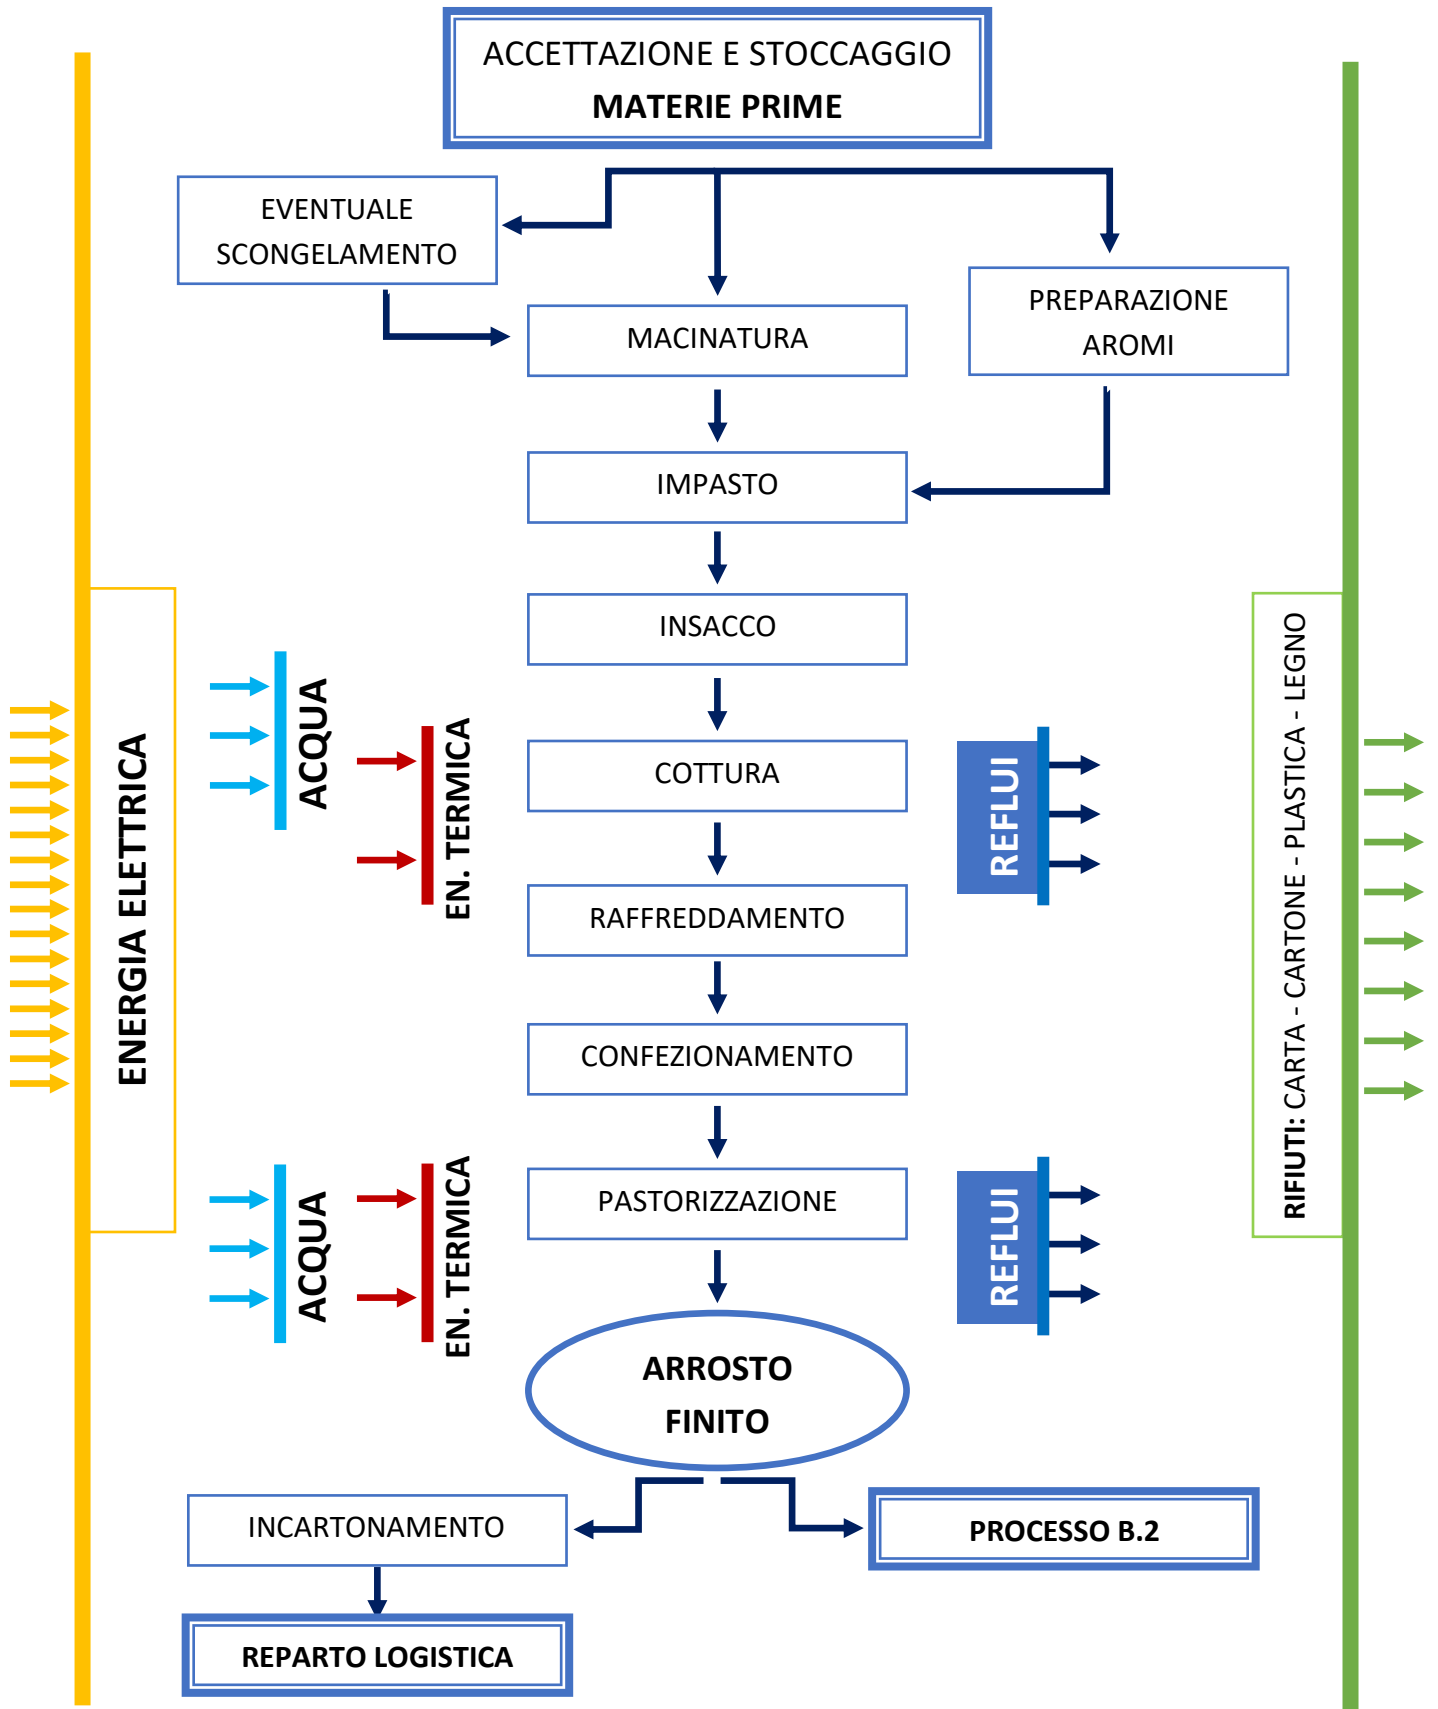 ACCETTAZIONE E STOCCAGGIO
MATERIE PRIME
EVENTUALE
SCONGELAMENTO
MACINATURA
PREPARAZIONE
AROMI
IMPASTO
INSACCO
ENERGIA ELETTRICA
ACQUA
EN. TERMICA
COTTURA
REFLUI
RIFIUTI: CARTA - CARTONE - PLASTICA - LEGNO
RAFFREDDAMENTO
CONFEZIONAMENTO
ACQUA
EN. TERMICA
PASTORIZZAZIONE
REFLUI
ARROSTO
FINITO
INCARTONAMENTO
PROCESSO B.2
REPARTO LOGISTICA